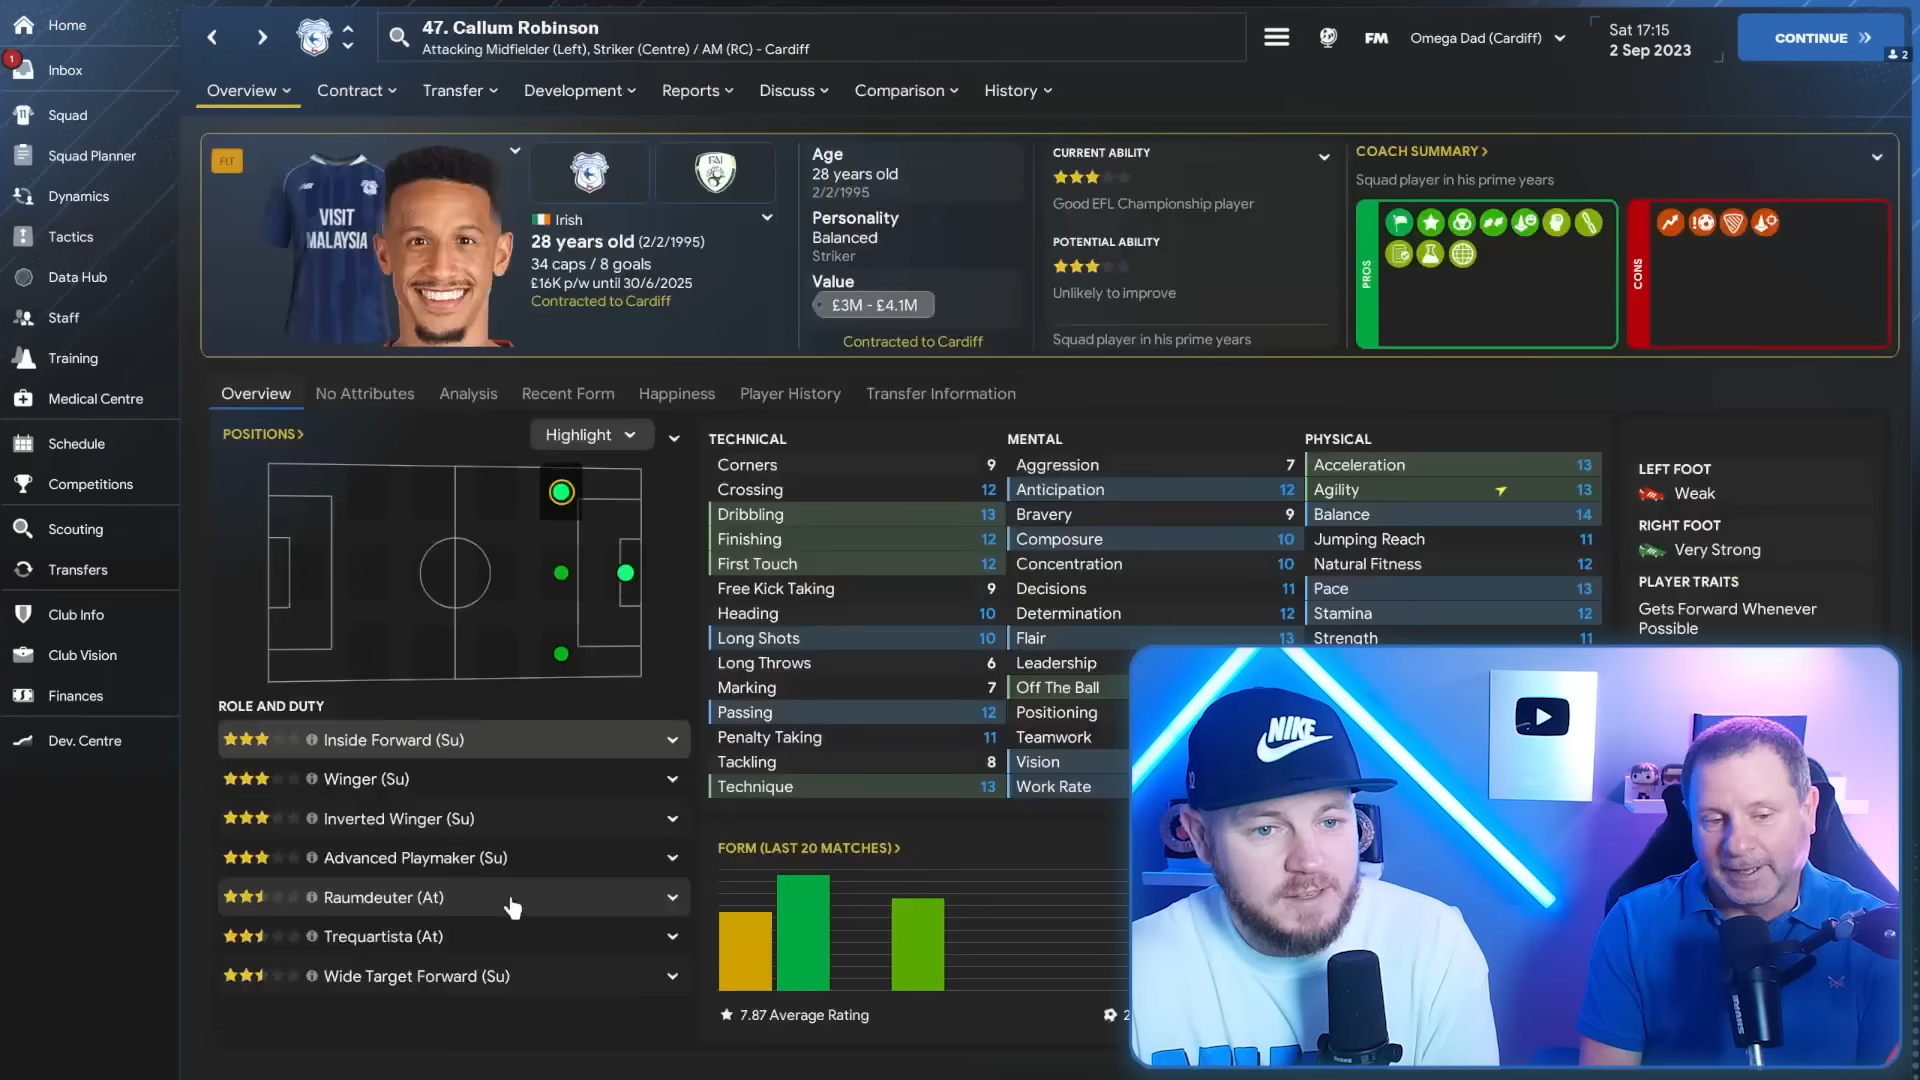 Home
47. Callum Robinson
Attacking Midfielder (Left), Striker (Centre) / AM (RC) - Cardiff
FM
Omega Dad (Cardiff)
Sat 17:15
2 Sep 2023
CONTINUE
2
1
Inbox
Squad
Squad Planner
Dynamics
Tactics
Data Hub
Staff
Training
Medical Centre
Schedule
Competitions
Scouting
Transfers
Club Info
Club Vision
Finances
Dev. Centre
Overview
Contract
Transfer
Development
Reports
Discuss
Comparison
History
VISIT
MALAYSIA
FAI
Irish
28 years old (2/2/1995)
34 caps / 8 goals
£16K p/w until 30/6/2025
Contracted to Cardiff
Age
28 years old
2/2/1995
Personality
Balanced
Striker
Value
£3M - £4.1M
Contracted to Cardiff
CURRENT ABILITY
Good EFL Championship player
POTENTIAL ABILITY
Unlikely to improve
Squad player in his prime years
COACH SUMMARY >
Squad player in his prime years
PROS
CONS
Overview
No Attributes
Analysis
Recent Form
Happiness
Player History
Transfer Information
POSITIONS >
Highlight
ROLE AND DUTY
Inside Forward (Su)
Winger (Su)
Inverted Winger (Su)
Advanced Playmaker (Su)
Raumdeuter (At)
Trequartista (At)
Wide Target Forward (Su)
TECHNICAL
Corners 9
Crossing 12
Dribbling 13
Finishing 12
First Touch 12
Free Kick Taking 9
Heading 10
Long Shots 10
Long Throws 6
Marking 7
Passing 12
Penalty Taking 11
Tackling 8
Technique 13
MENTAL
Aggression 7
Anticipation 12
Bravery 9
Composure 10
Concentration 10
Decisions 11
Determination 12
Flair 13
Leadership
Off The Ball
Positioning
Teamwork
Vision
Work Rate
PHYSICAL
Acceleration 13
Agility 13
Balance 14
Jumping Reach 11
Natural Fitness 12
Pace 13
Stamina 12
Strength 11
LEFT FOOT
Weak
RIGHT FOOT
Very Strong
PLAYER TRAITS
Gets Forward Whenever
Possible
FORM (LAST 20 MATCHES) >
7.87 Average Rating
2
NIKE
SHURE